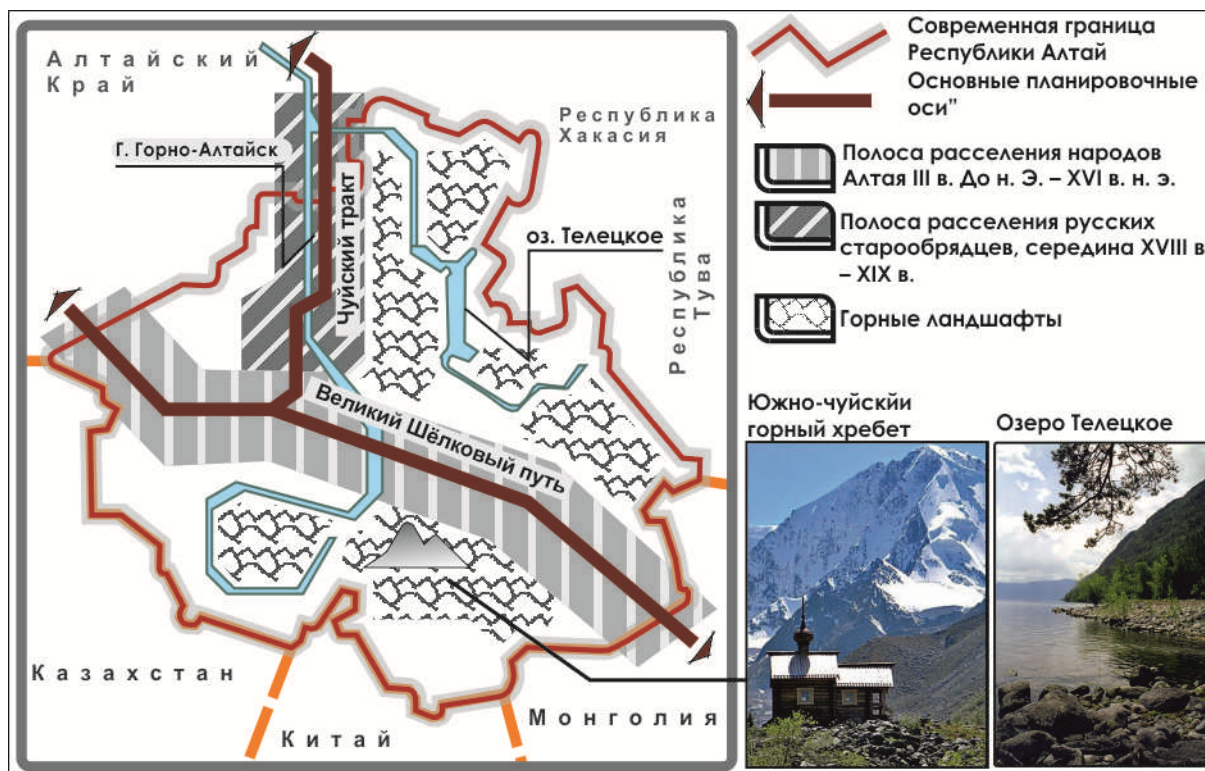 Алтайский
Край
Республика
Хакасия
Г. Горно-Алтайск
Чуйский тракт
оз. Телецкое
Республика
Тува
Великий Шёлковый путь
Казахстан
Китай
Монголия
Современная граница
Республики Алтай
Основные планировочные
оси”
Полоса расселения народов
Алтая III в. До н. Э. – XVI в. н. э.
Полоса расселения русских
старообрядцев, середина XVIII в
– XIX в.
Горные ландшафты
Южно-чуйскйи
горный хребет
Озеро Телецкое